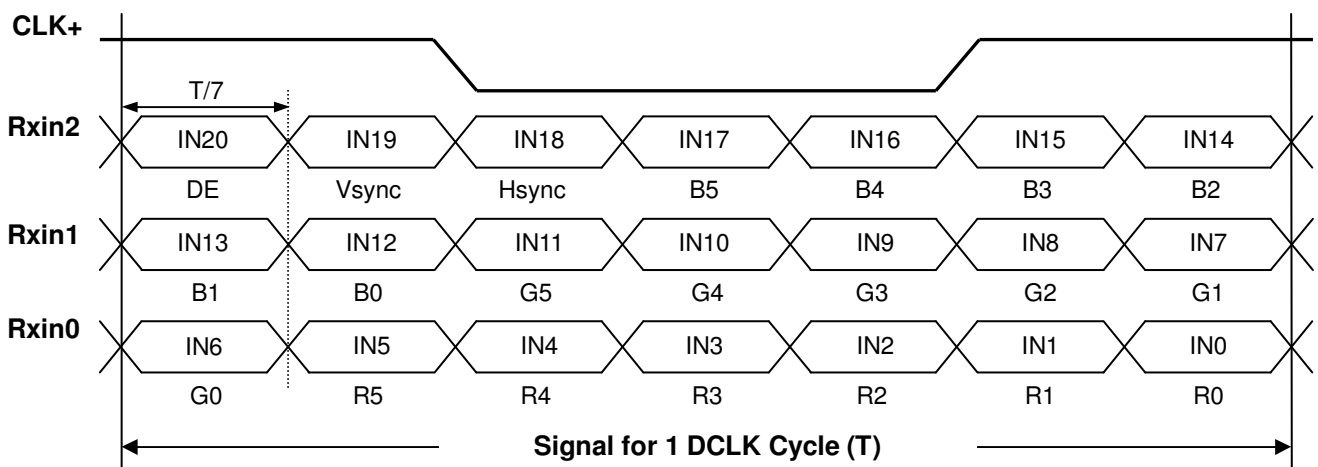 CLK+
T/7
Rxin2 IN20 IN19 IN18 IN17 IN16 IN15 IN14
DE Vsync Hsync B5 B4 B3 B2
Rxin1 IN13 IN12 IN11 IN10 IN9 IN8 IN7
B1 B0 G5 G4 G3 G2 G1
Rxin0 IN6 IN5 IN4 IN3 IN2 IN1 IN0
G0 R5 R4 R3 R2 R1 R0
Signal for 1 DCLK Cycle (T)